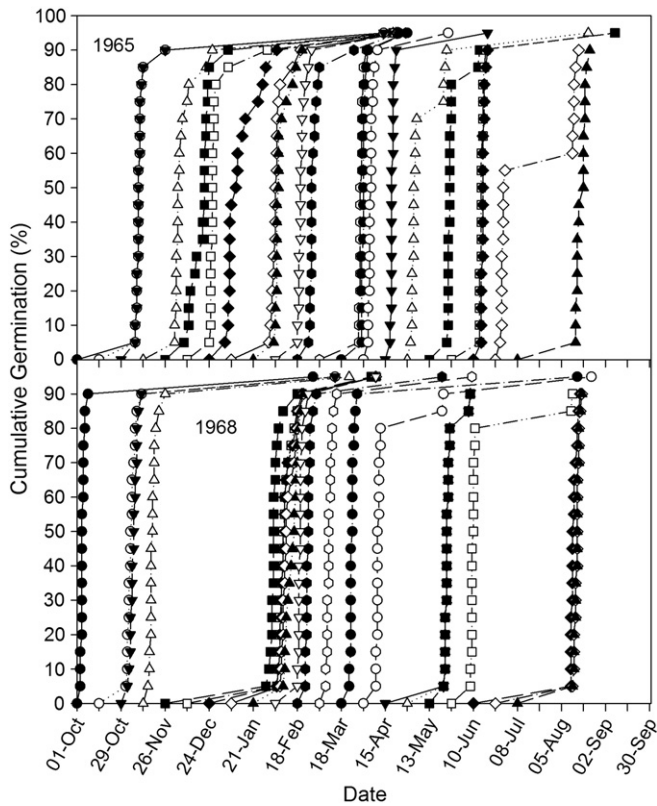 100
90
80
70
60
50
40
30
20
10
0
1965
Cumulative Germination (%)
90
80
70
60
50
40
30
20
10
0
1968
01-Oct
29-Oct
26-Nov
24-Dec
21-Jan
18-Feb
18-Mar
15-Apr
13-May
10-Jun
08-Jul
05-Aug
02-Sep
30-Sep
Date